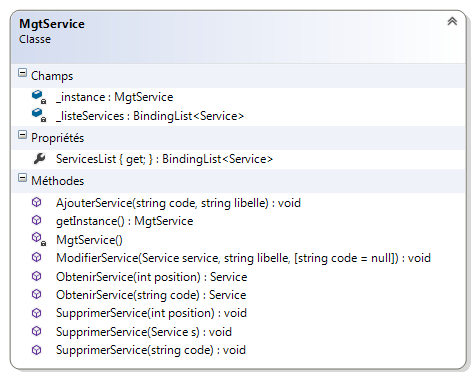 MgtService
Classe
Champs
_instance : MgtService
_listeServices : BindingList<Service>
Propriétés
ServicesList { get; } : BindingList<Service>
Méthodes
AjouterService(string code, string libelle) : void
getInstance() : MgtService
MgtService()
ModifierService(Service service, string libelle, [string code = null]) : void
ObtenirService(int position) : Service
ObtenirService(string code) : Service
SupprimerService(int position) : void
SupprimerService(Service s) : void
SupprimerService(string code) : void